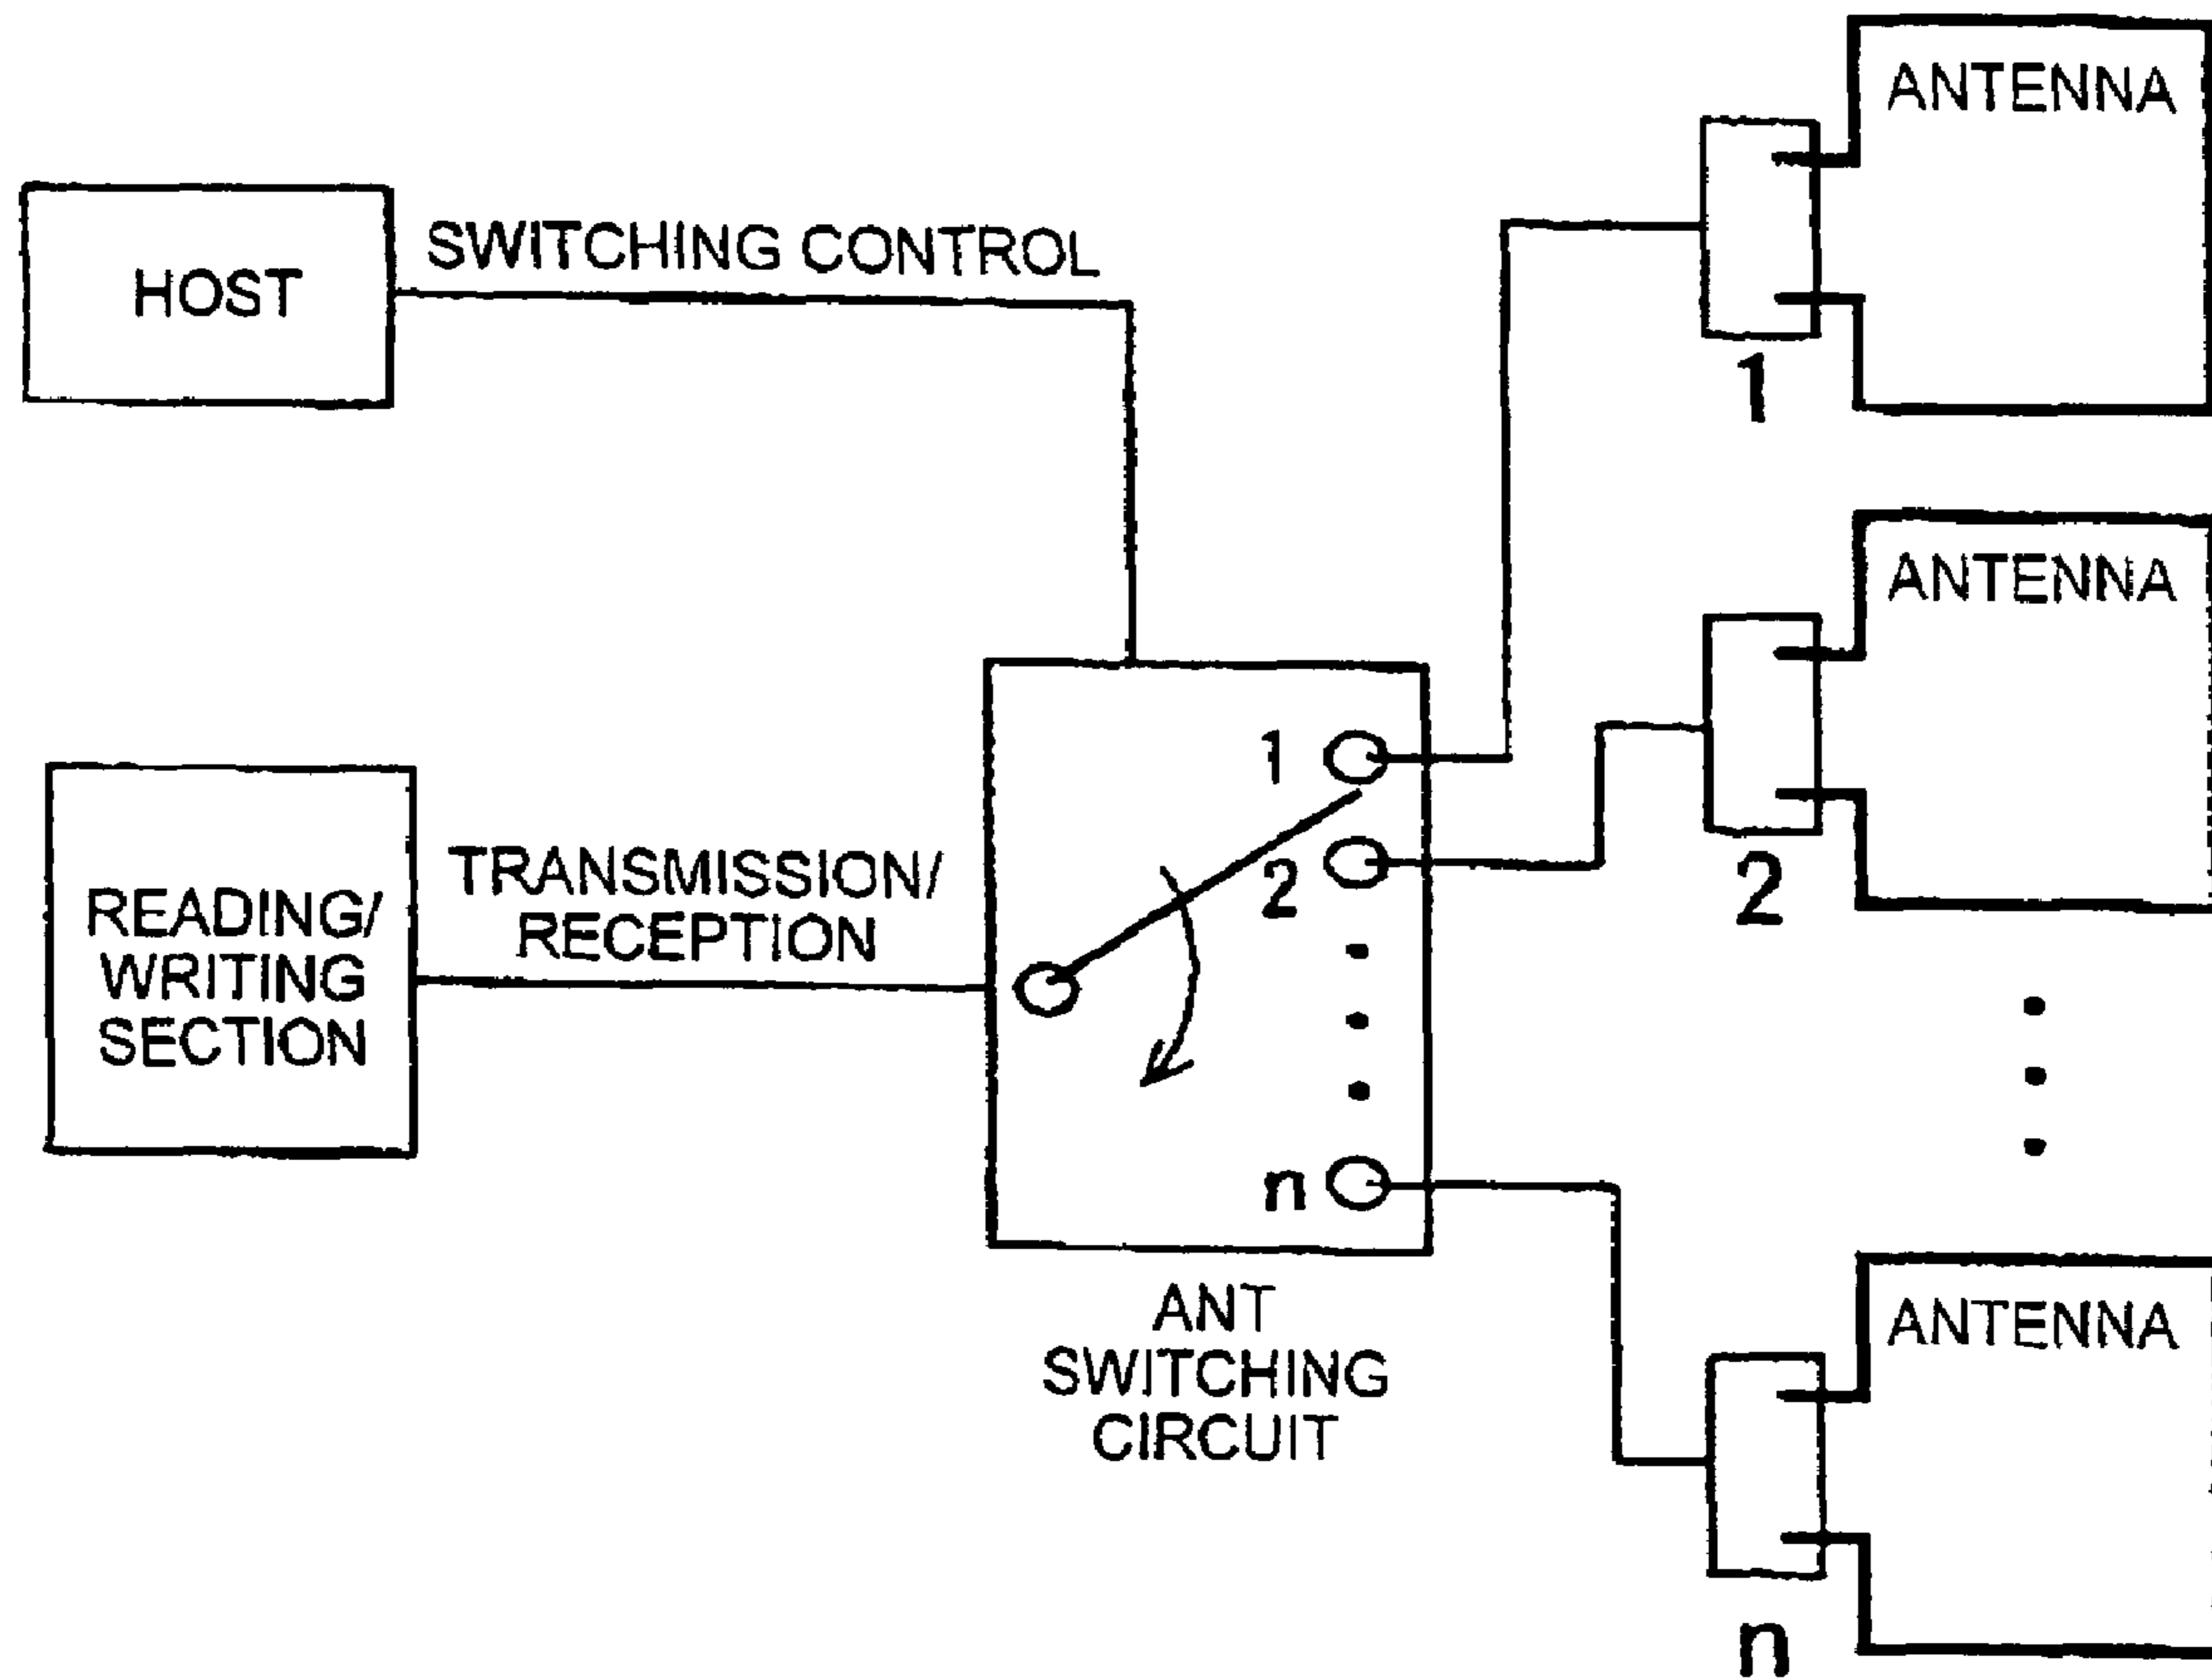 HOST
SWITCHING CONTROL
READING/
WRITING
SECTION
TRANSMISSION/
RECEPTION
1
2
n
ANT
SWITCHING
CIRCUIT
ANTENNA
1
ANTENNA
2
ANTENNA
n